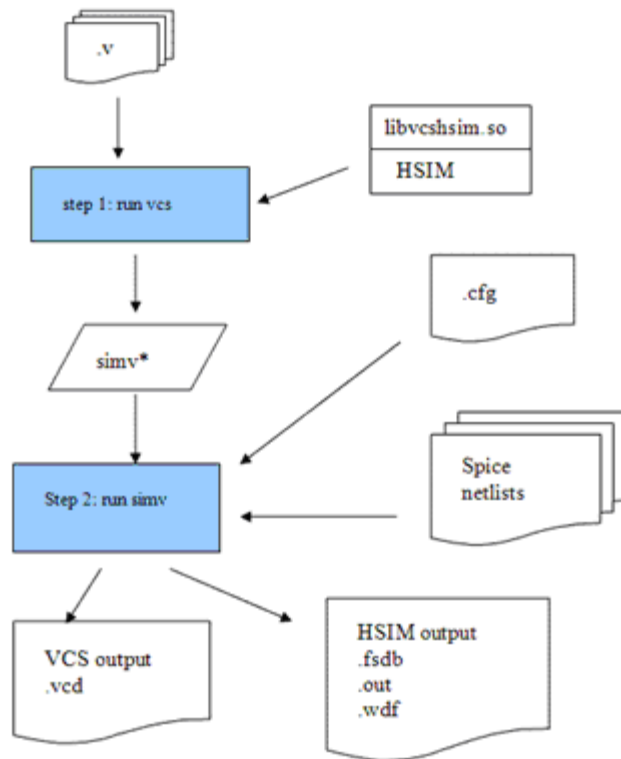 .v
libvcshsim.so
HSIM
step 1: run vcs
.cfg
simv*
Spice
netlists
Step 2: run simv
VCS output
.vcd
HSIM output
.fsdb
.out
.wdf